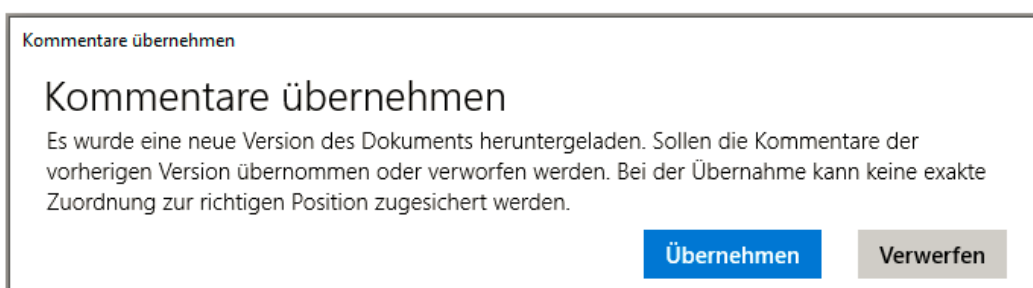 Kommentare übernehmen
Kommentare übernehmen
Es wurde eine neue Version des Dokuments heruntergeladen. Sollen die Kommentare der
vorherigen Version übernommen oder verworfen werden. Bei der Übernahme kann keine exakte
Zuordnung zur richtigen Position zugesichert werden.
Übernehmen Verwerfen